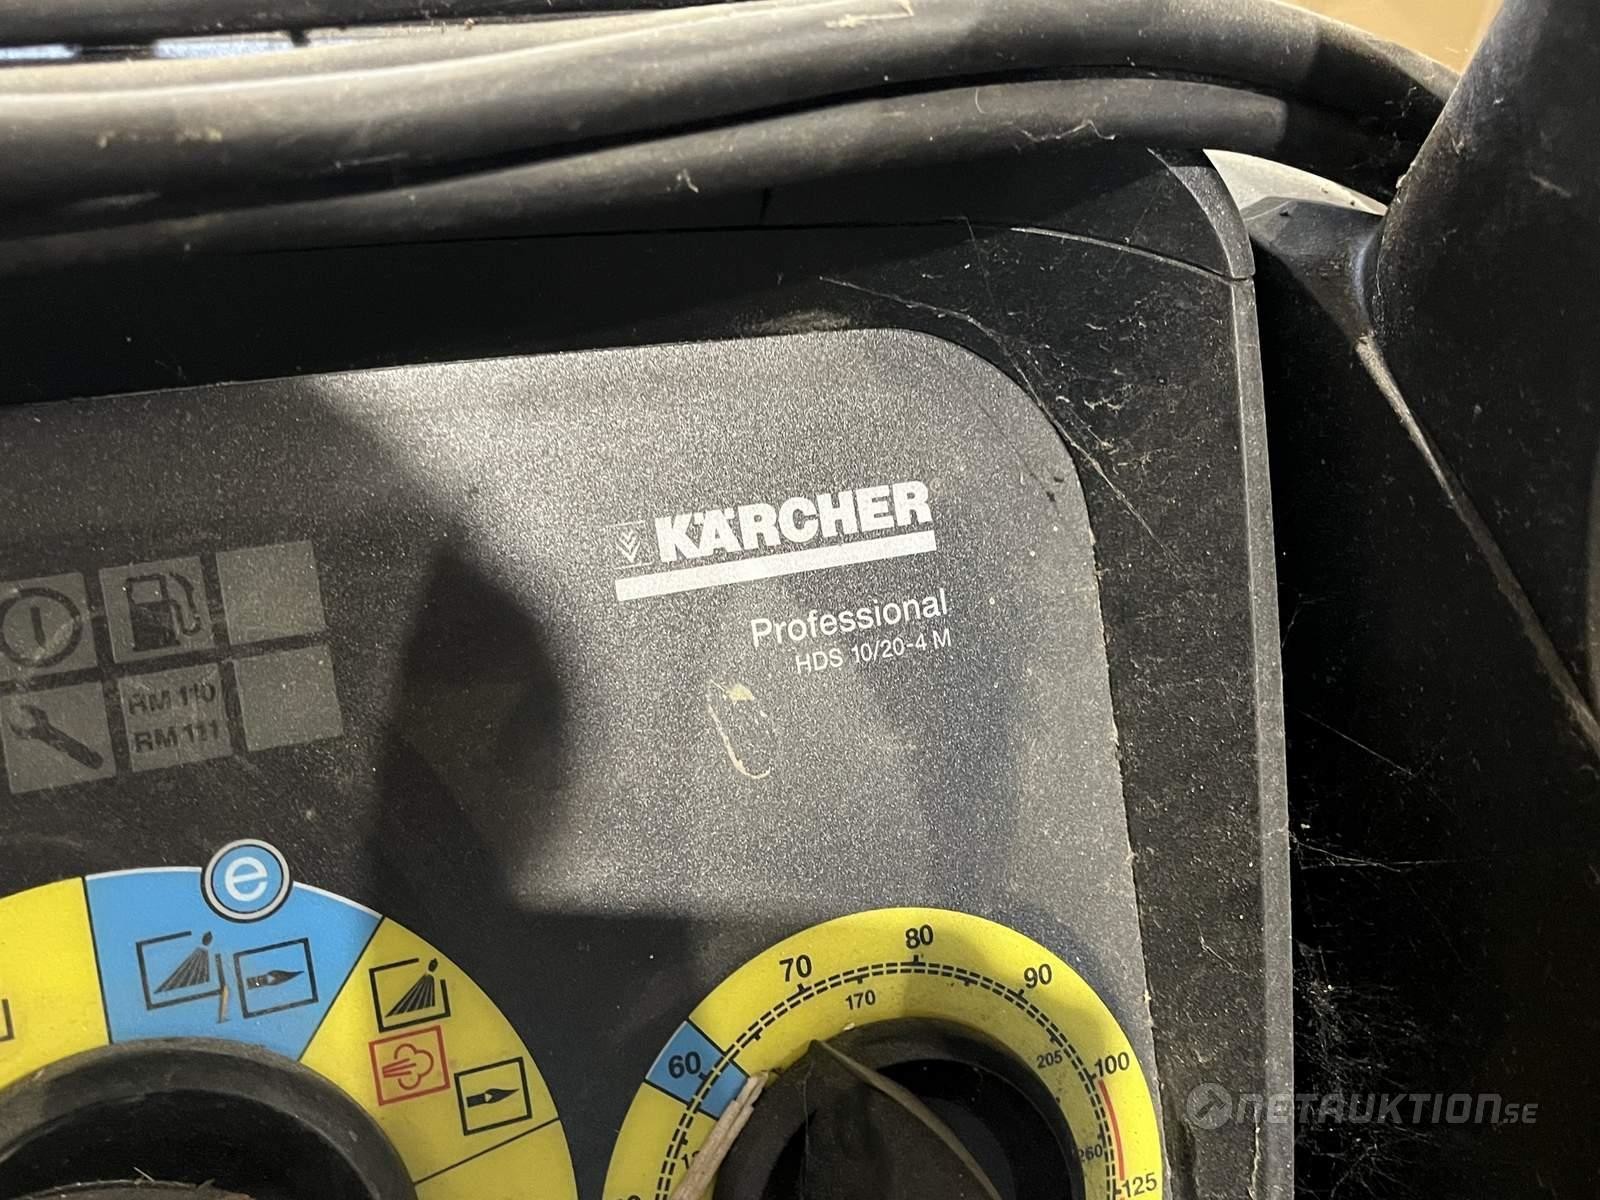 KÄRCHER
Professional
HDS 10/20-4 M
RM 110
RM 111
e
80
70
90
170
60
205
100
260
125
NETAUKTION.SE